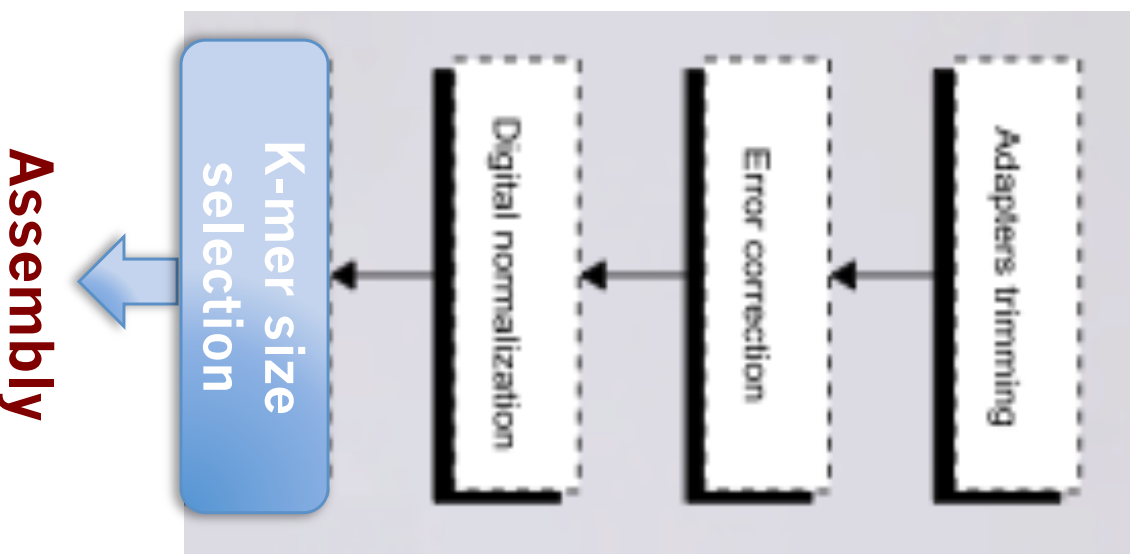 Adapters trimming
Error correction
Digital normalization
K-mer size
selection
Assembly